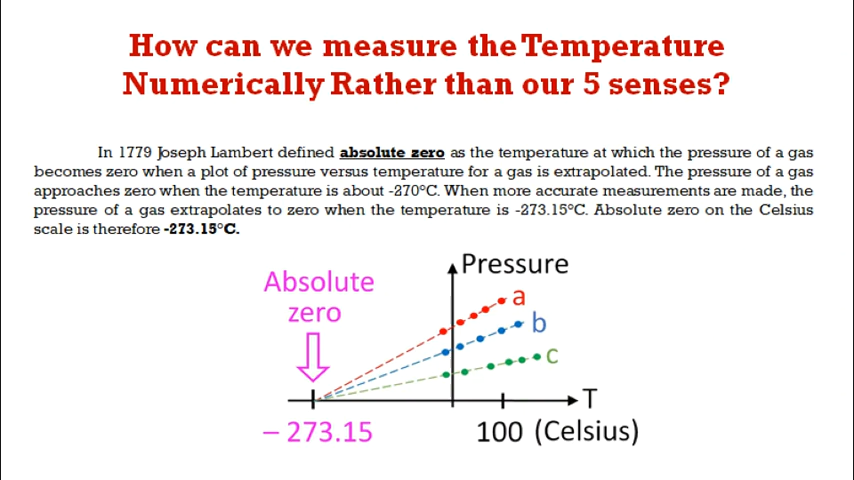 How can we measure the Temperature
Numerically Rather than our 5 senses?
In 1779 Joseph Lambert defined absolute zero as the temperature at which the pressure of a gas
becomes zero when a plot of pressure versus temperature for a gas is extrapolated. The pressure of a gas
approaches zero when the temperature is about -270°C. When more accurate measurements are made, the
pressure of a gas extrapolates to zero when the temperature is -273.15°C. Absolute zero on the Celsius
scale is therefore -273.15°C.
Pressure
Absolute
zero
a
b
c
T
– 273.15
100 (Celsius)